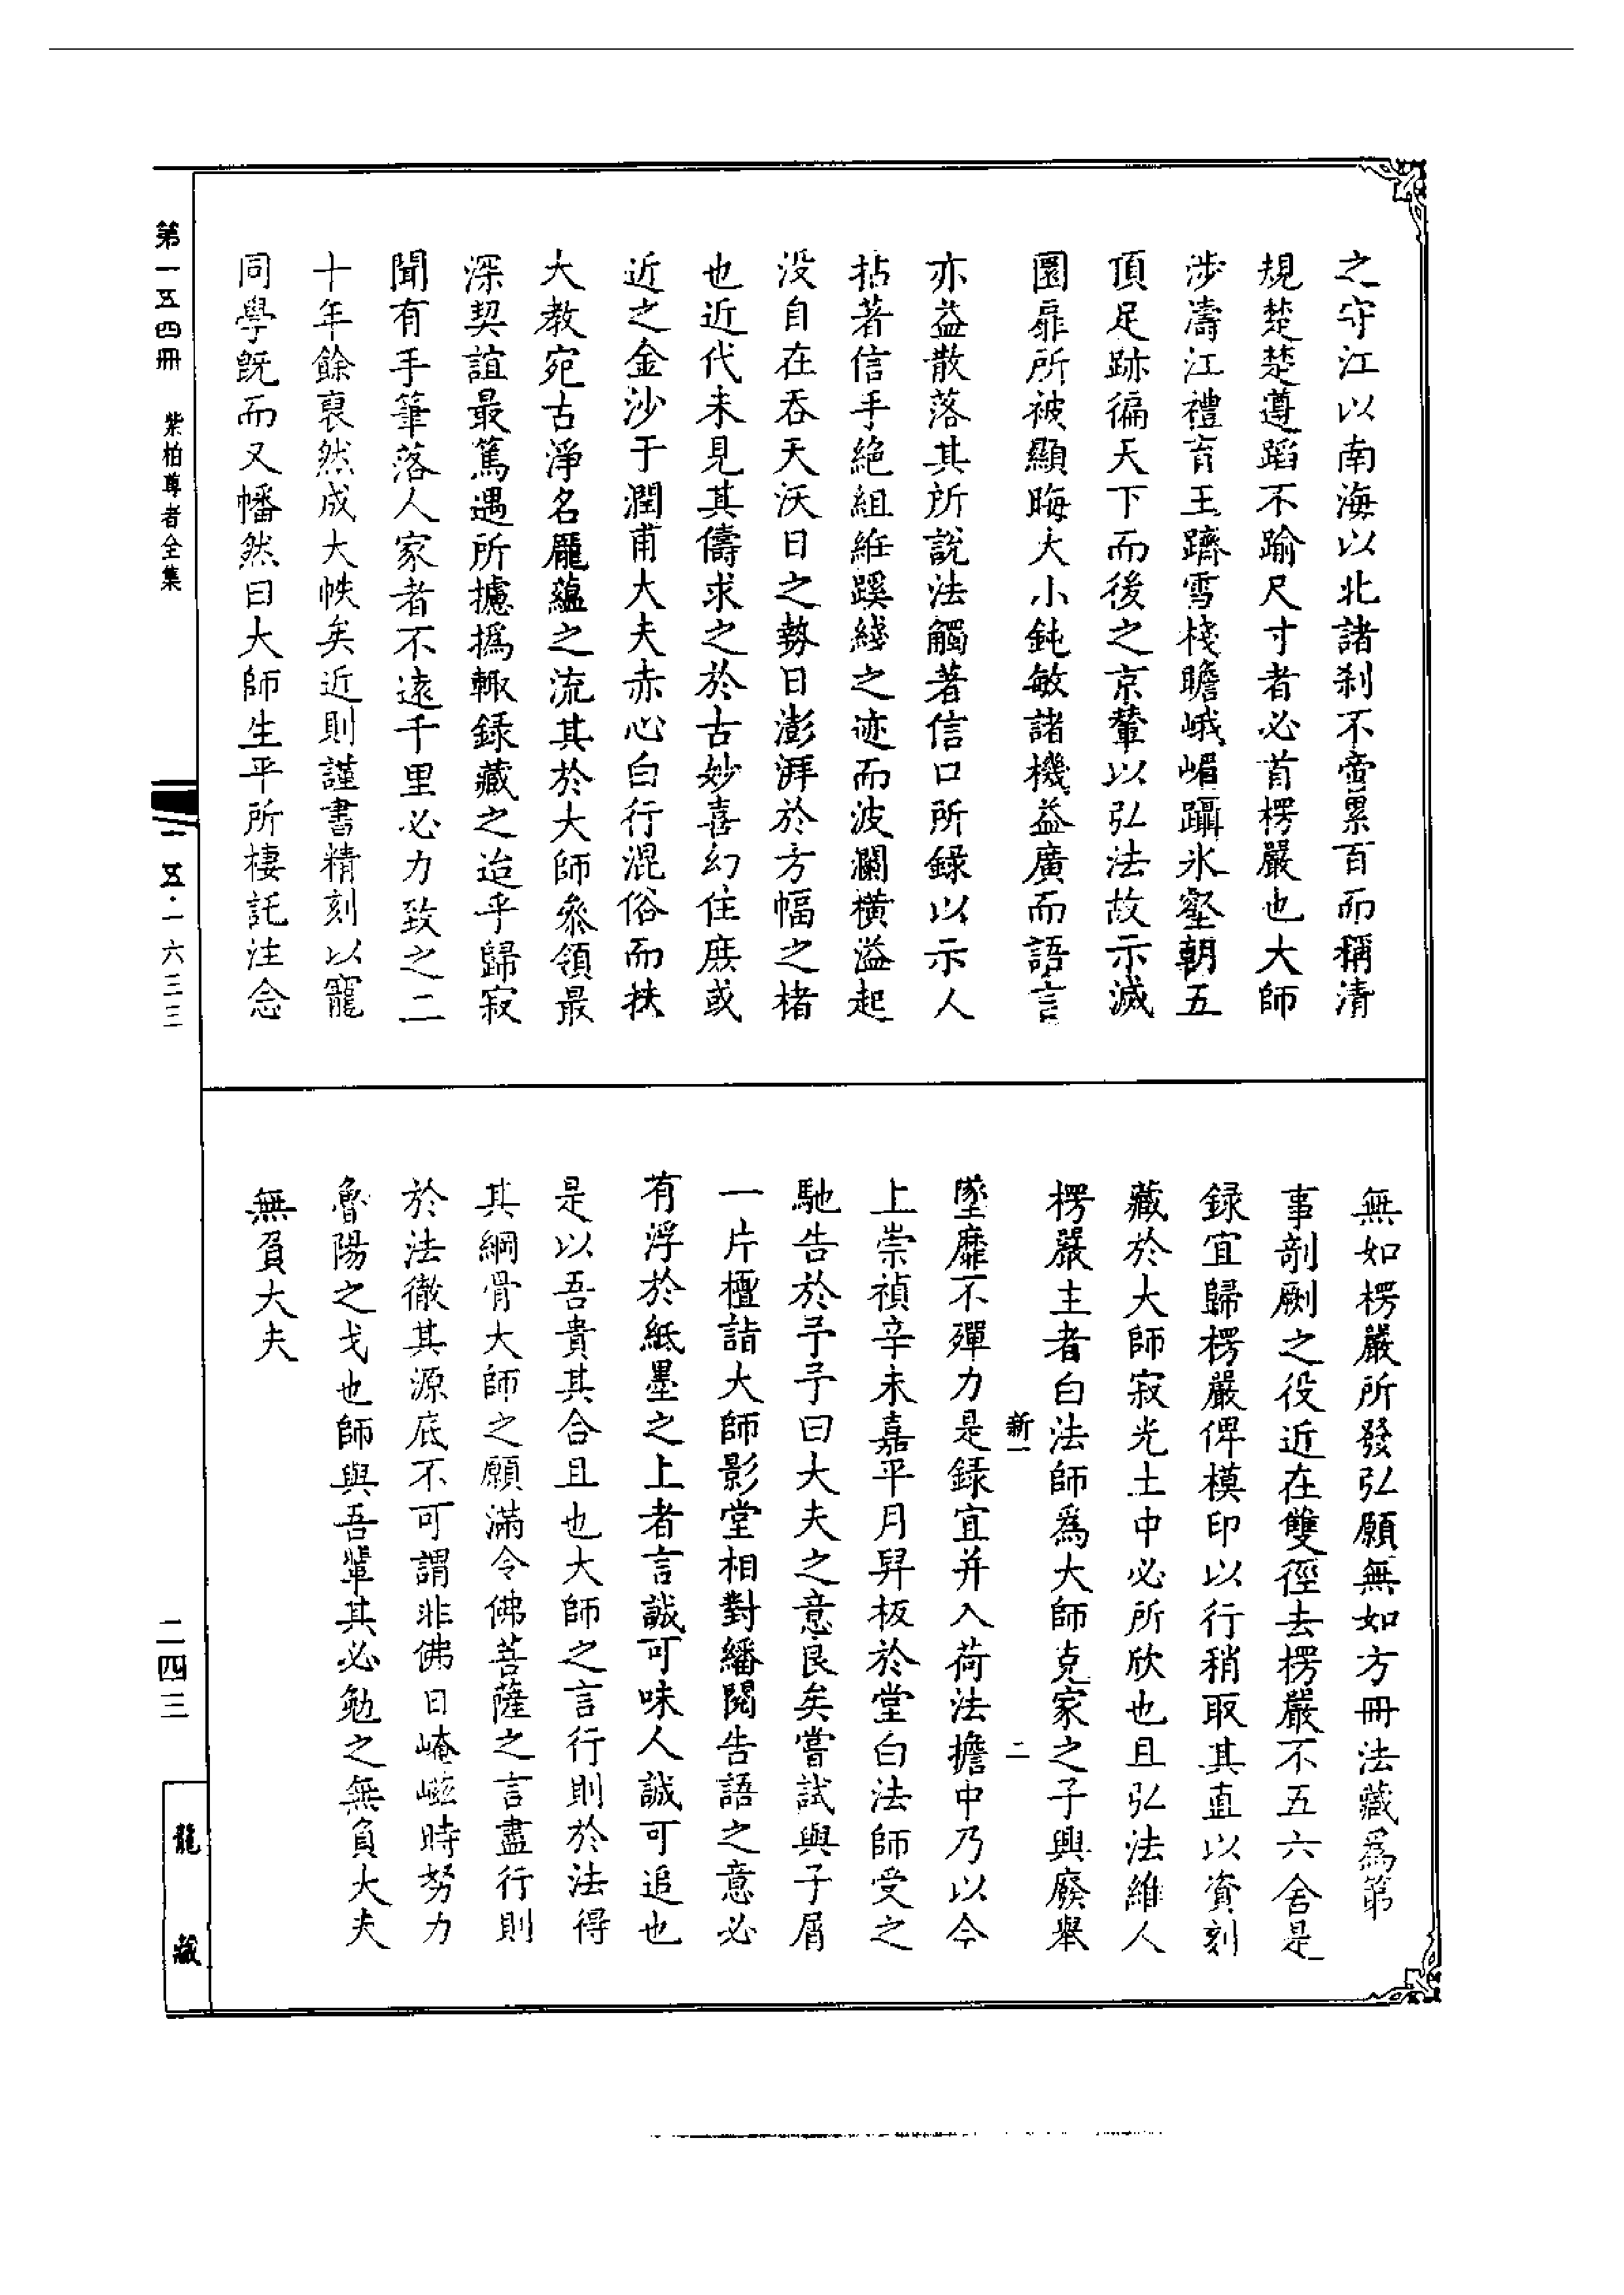 之守江以南海以北諸刹不啻累百而稱清
規楚楚遵蹈不踰尺寸者必首楞嚴也大師
涉濤江禮育王躋雪棧瞻峨嵋躡氷壑朝五
頂足跡徧天下而後之京輦以弘法故示滅
圜扉所被顯晦大小鈍敏諸機益廣而語言
亦益散落其所說法觸著信口所録以示人
拈著信手絶組絍蹊綫之迹而波瀾橫溢起
没自在吞天沃日之勢日澎湃於方幅之楮
也近代未見其儔求之於古妙喜幻住庶或
近之金沙于潤甫大夫赤心白行混俗而扶
大教宛古淨名龐藴之流其於大師叅領最
深契誼最篤遇所攄撝輙録藏之迨乎歸寂
聞有手筆落人家者不遠千里必力致之二
十年餘裒然成大帙矣近則謹書精刻以寵
同學旣而又幡然曰大師生平所棲託注念
無如楞嚴所發弘願無如方冊法藏爲第
事剞劂之役近在雙徑去楞嚴不五六舍是
録宜歸楞嚴俾模印以行稍取其直以資刻
藏於大師寂光土中必所欣也且弘法維人
楞嚴主者白法師爲大師克家之子興廢舉
新一
二
墜靡不殫力是録宜并入荷法擔中乃以今
上崇禎辛未嘉平月舁板於堂白法師受之
馳告於予予曰大夫之意良矣嘗試與子屑
一片檀詣大師影堂相對繙閱告語之意必
有浮於紙墨之上者言誠可味人誠可追也
是以吾貴其合且也大師之言行則於法得
其綱骨大師之願滿令佛菩薩之言盡行則
於法徹其源底不可謂非佛日崦嵫時努力
魯陽之戈也師與吾輩其必勉之無負大夫
無負大夫
第一五四冊
紫柏尊者全集
一五·一六三三
二四三
龍藏